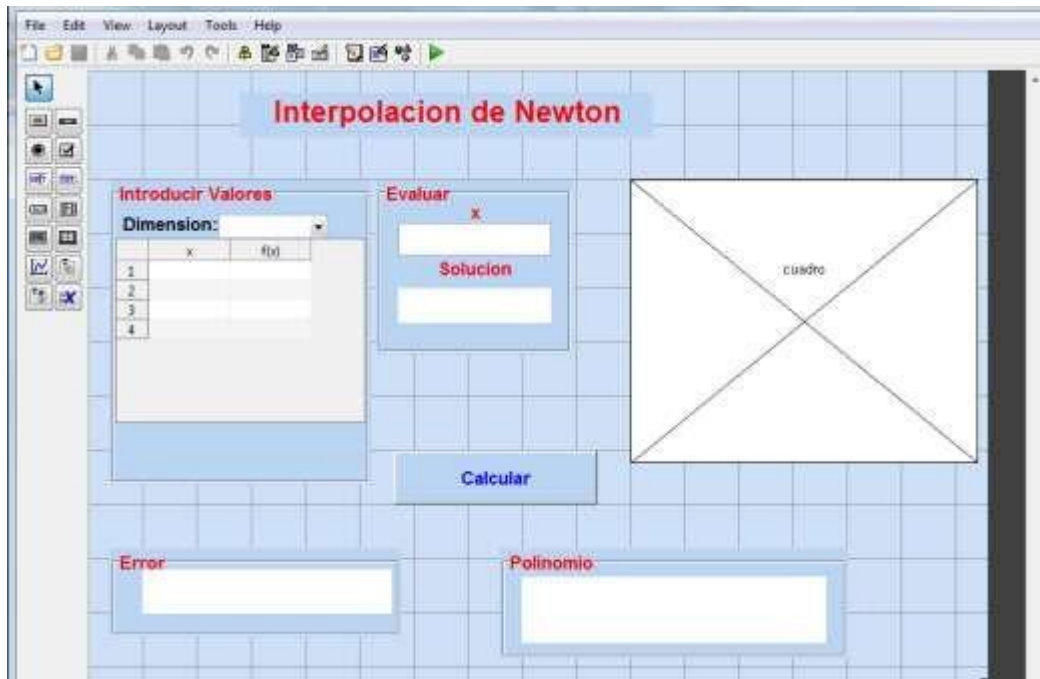 File Edit View Layout Tools Help
Interpolacion de Newton
Introducir Valores
Dimension:
x f(x)
1
2
3
4
Evaluar
x
Solucion
cuadro
Calcular
Error
Polinomio